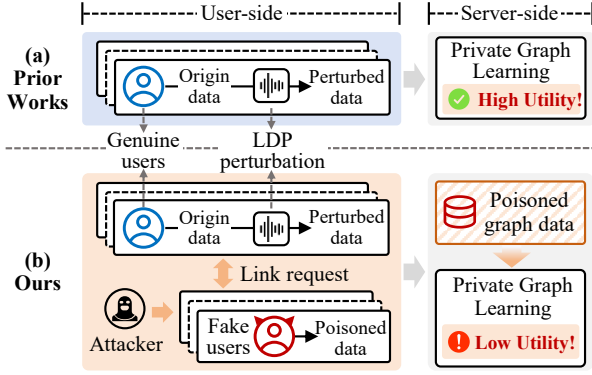 User-side
Server-side
(a)
Prior
Works
Origin
data
Perturbed
data
Private Graph
Learning
High Utility!
Genuine
users
LDP
perturbation
(b)
Ours
Origin
data
Perturbed
data
Link request
Attacker
Fake
users
Poisoned
data
Poisoned
graph data
Private Graph
Learning
Low Utility!